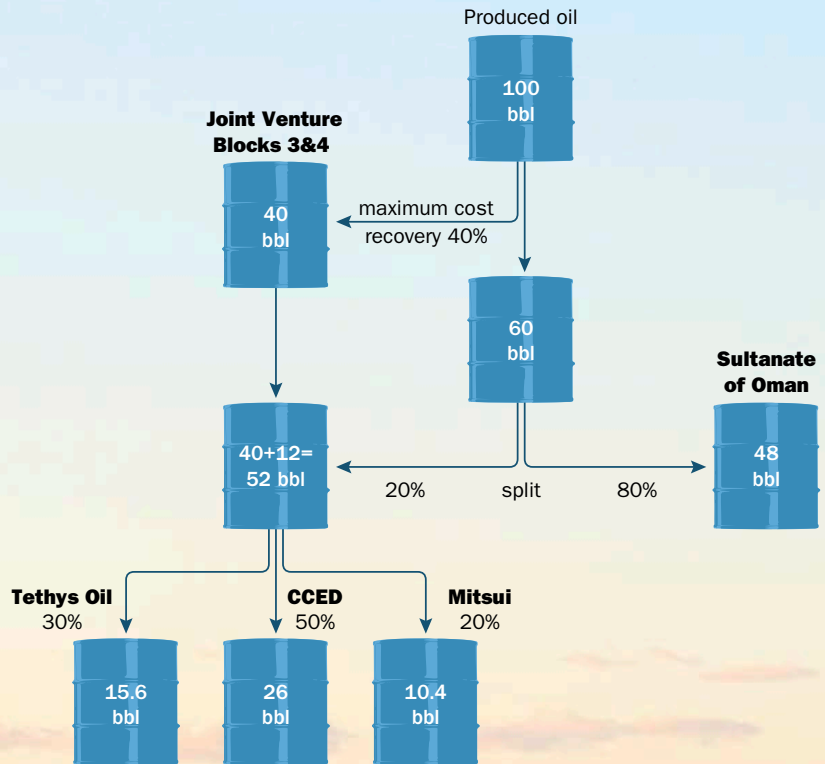 Produced oil
100
bbl
Joint Venture
Blocks 3&4
40
bbl
maximum cost
recovery 40%
60
bbl
Sultanate
of Oman
48
bbl
40+12=
52 bbl
20%
split
80%
Tethys Oil
30%
CCED
50%
Mitsui
20%
15.6
bbl
26
bbl
10.4
bbl